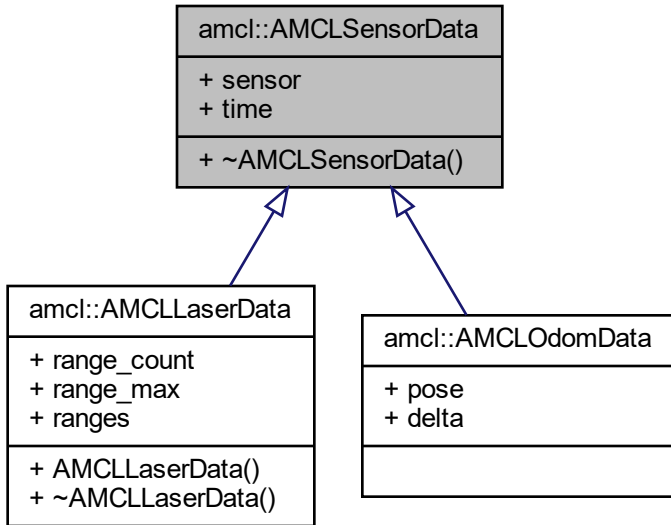 amcl::AMCLSensorData
+ sensor
+ time
+ ~AMCLSensorData()
amcl::AMCLLaserData
+ range_count
+ range_max
+ ranges
+ AMCLLaserData()
+ ~AMCLLaserData()
amcl::AMCLOdomData
+ pose
+ delta